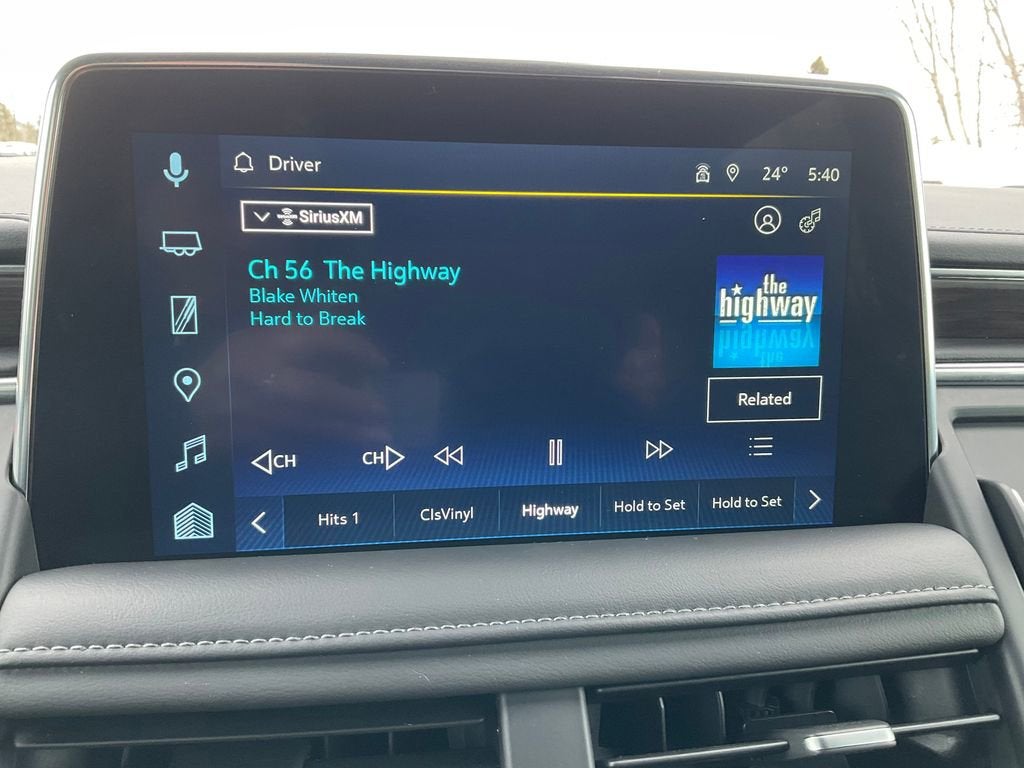 Driver
24° 5:40
SiriusXM
Ch 56 The Highway
Blake Whiten
Hard to Break
the
highway
Related
CH
CH
Hits 1
ClsVinyl
Highway
Hold to Set
Hold to Set